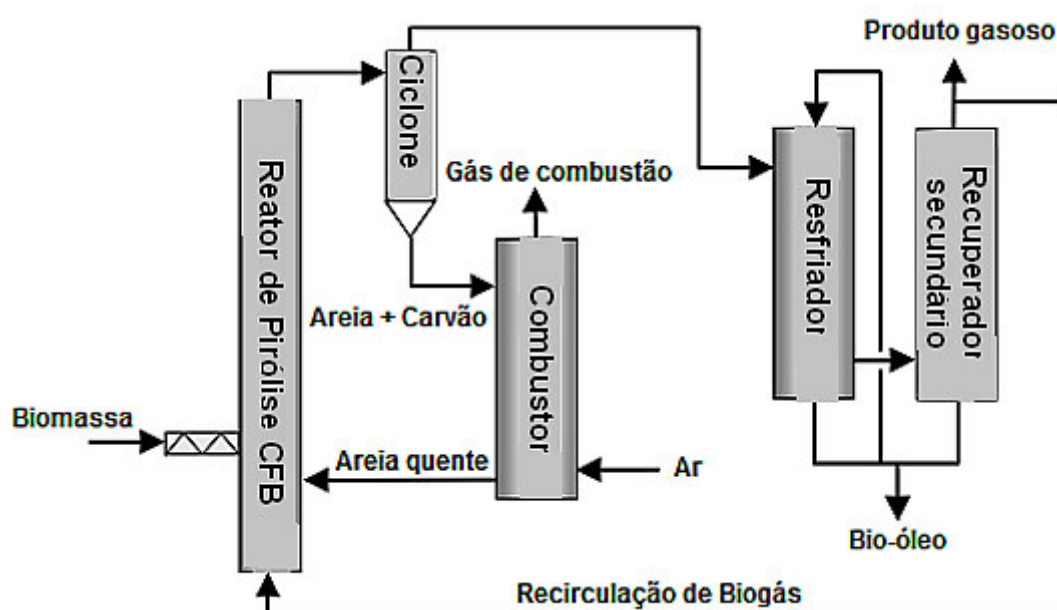 Produto gasoso
Ciclone
Gás de combustão
Reator de Pirólise CFB
Resfriador
Recuperador
secundário
Areia + Carvão
Combustor
Biomassa
Areia quente
Ar
Bio-óleo
Recirculação de Biogás